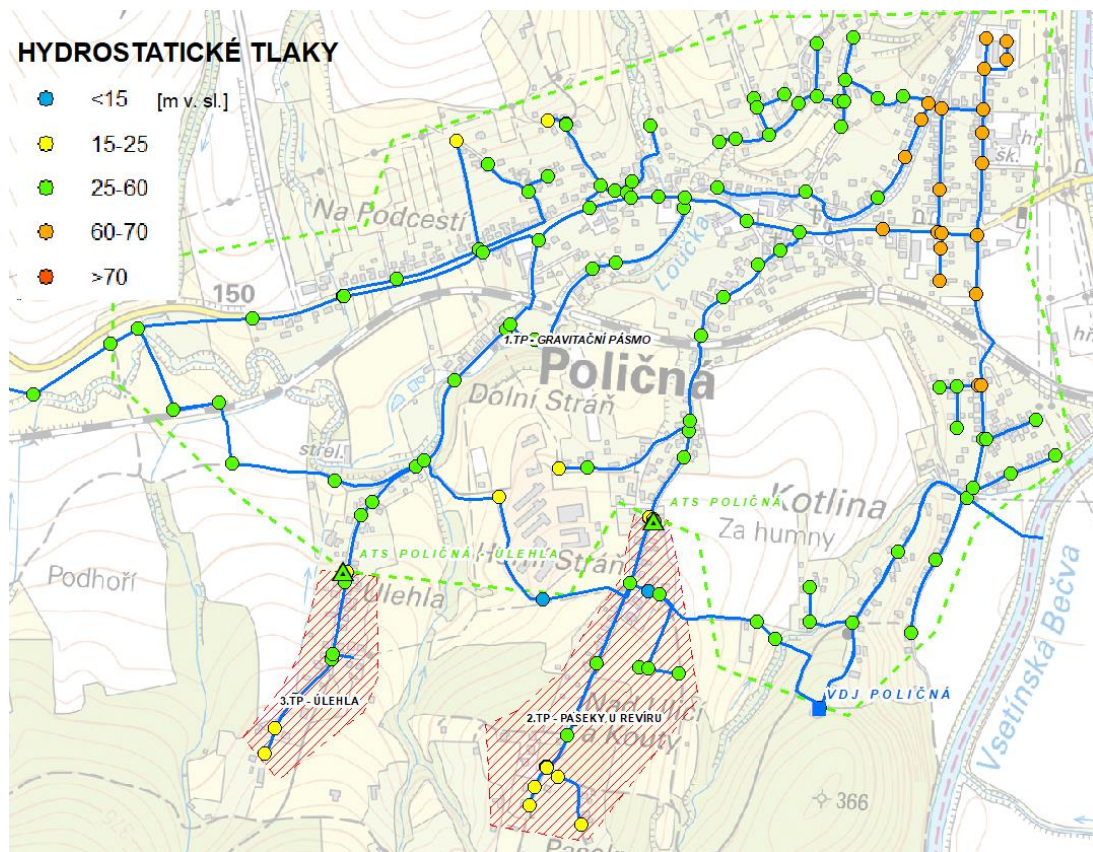 HYDROSTATICKÉ TLAKY
<15 [m v. sl.]
15-25
25-60
60-70
>70
šk.
Na Podcestí
Loučka
150
1.TP - GRAVITAČNÍ PÁSMO
Poličná
Dolní Stráň
střel.
Kotlina
ATS POLIČNÁ
Za humny
ATS POLIČNÁ - ÚLEHLA
Horní Stráň
Podhoří
Úlehla
VDJ POLIČNÁ
3.TP - ÚLEHLA
2.TP - PASEKY, U REVÍRU
a Kouty
Vsetínská Bečva
366